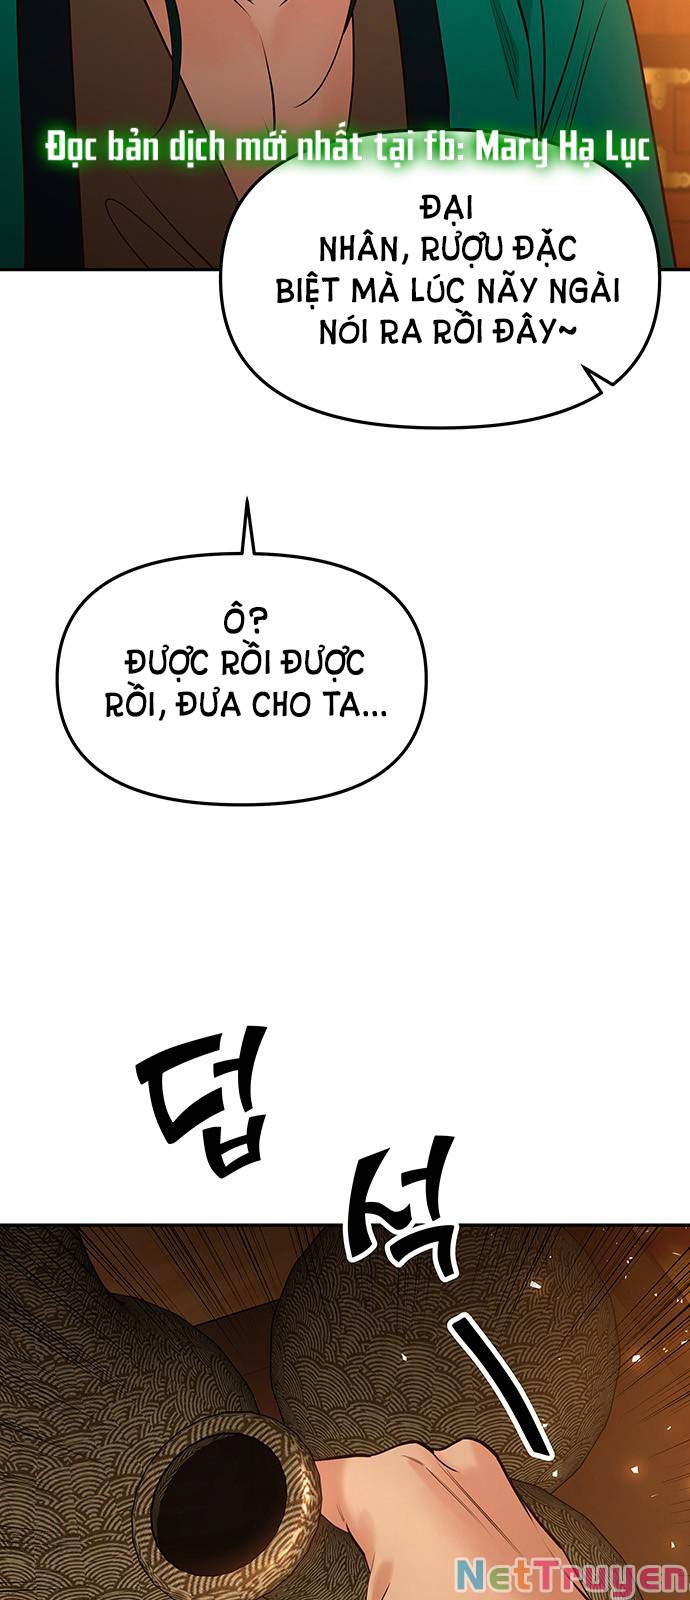 Đọc bản dịch mới nhất tại fb: Mary Hạ Lục
ĐẠI
NHÂN, RƯỢU ĐẶC
BIỆT MÀ LÚC NÃY NGÀI
NÓI RA RỒI ĐÂY~
Ô?
ĐƯỢC RỒI ĐƯỢC
RỒI, ĐƯA CHO TA...
덥
석
NetTruyen